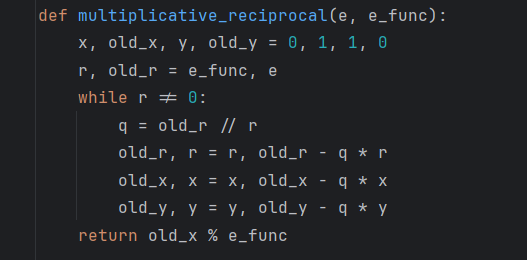 def multiplicative_reciprocal(e, e_func):
    x, old_x, y, old_y = 0, 1, 1, 0
    r, old_r = e_func, e
    while r != 0:
        q = old_r // r
        old_r, r = r, old_r - q * r
        old_x, x = x, old_x - q * x
        old_y, y = y, old_y - q * y
    return old_x % e_func